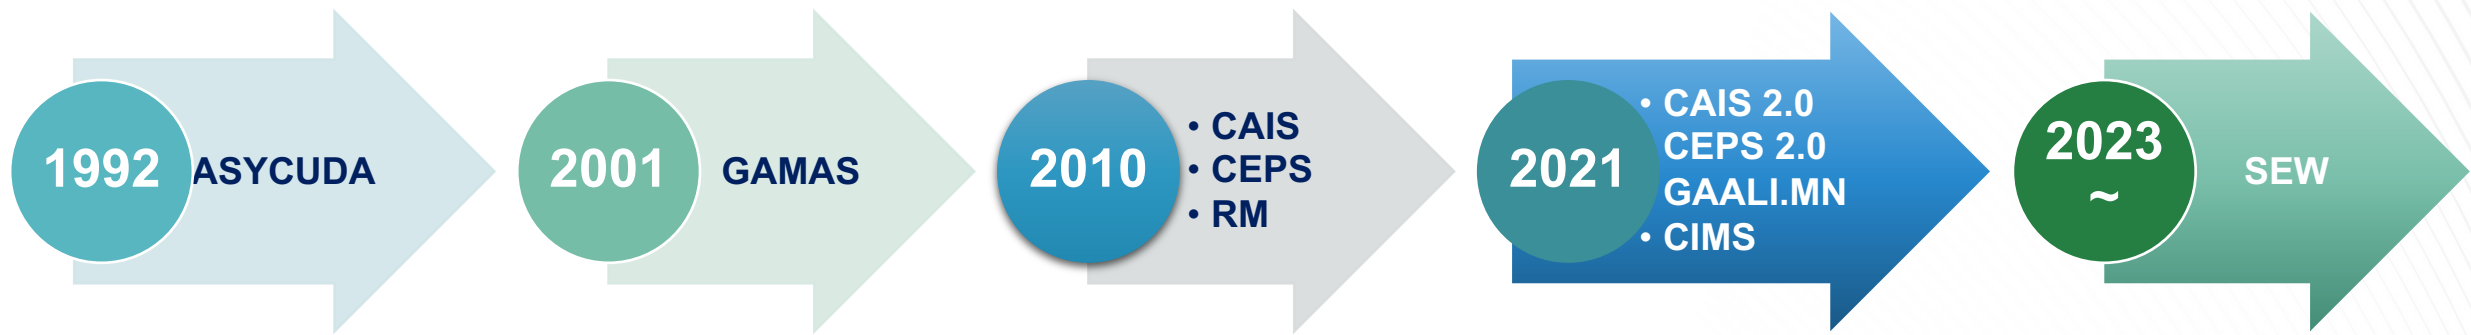 1992
ASYCUDA
2001
GAMAS
2010
• CAIS
• CEPS
• RM
2021
• CAIS 2.0
CEPS 2.0
GAALI.MN
• CIMS
2023
~
SEW